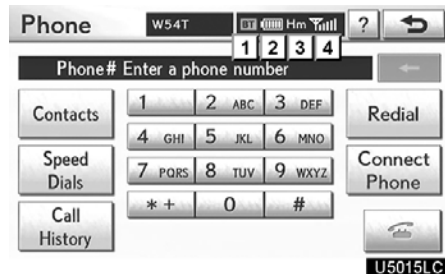 Phone W54T BT Hm ?
1 2 3 4
Phone# Enter a phone number
Contacts
Speed Dials
Call History
1 2 ABC 3 DEF
4 GHI 5 JKL 6 MNO
7 PQRS 8 TUV 9 WXYZ
* + 0 #
Redial
Connect Phone
U5015LC